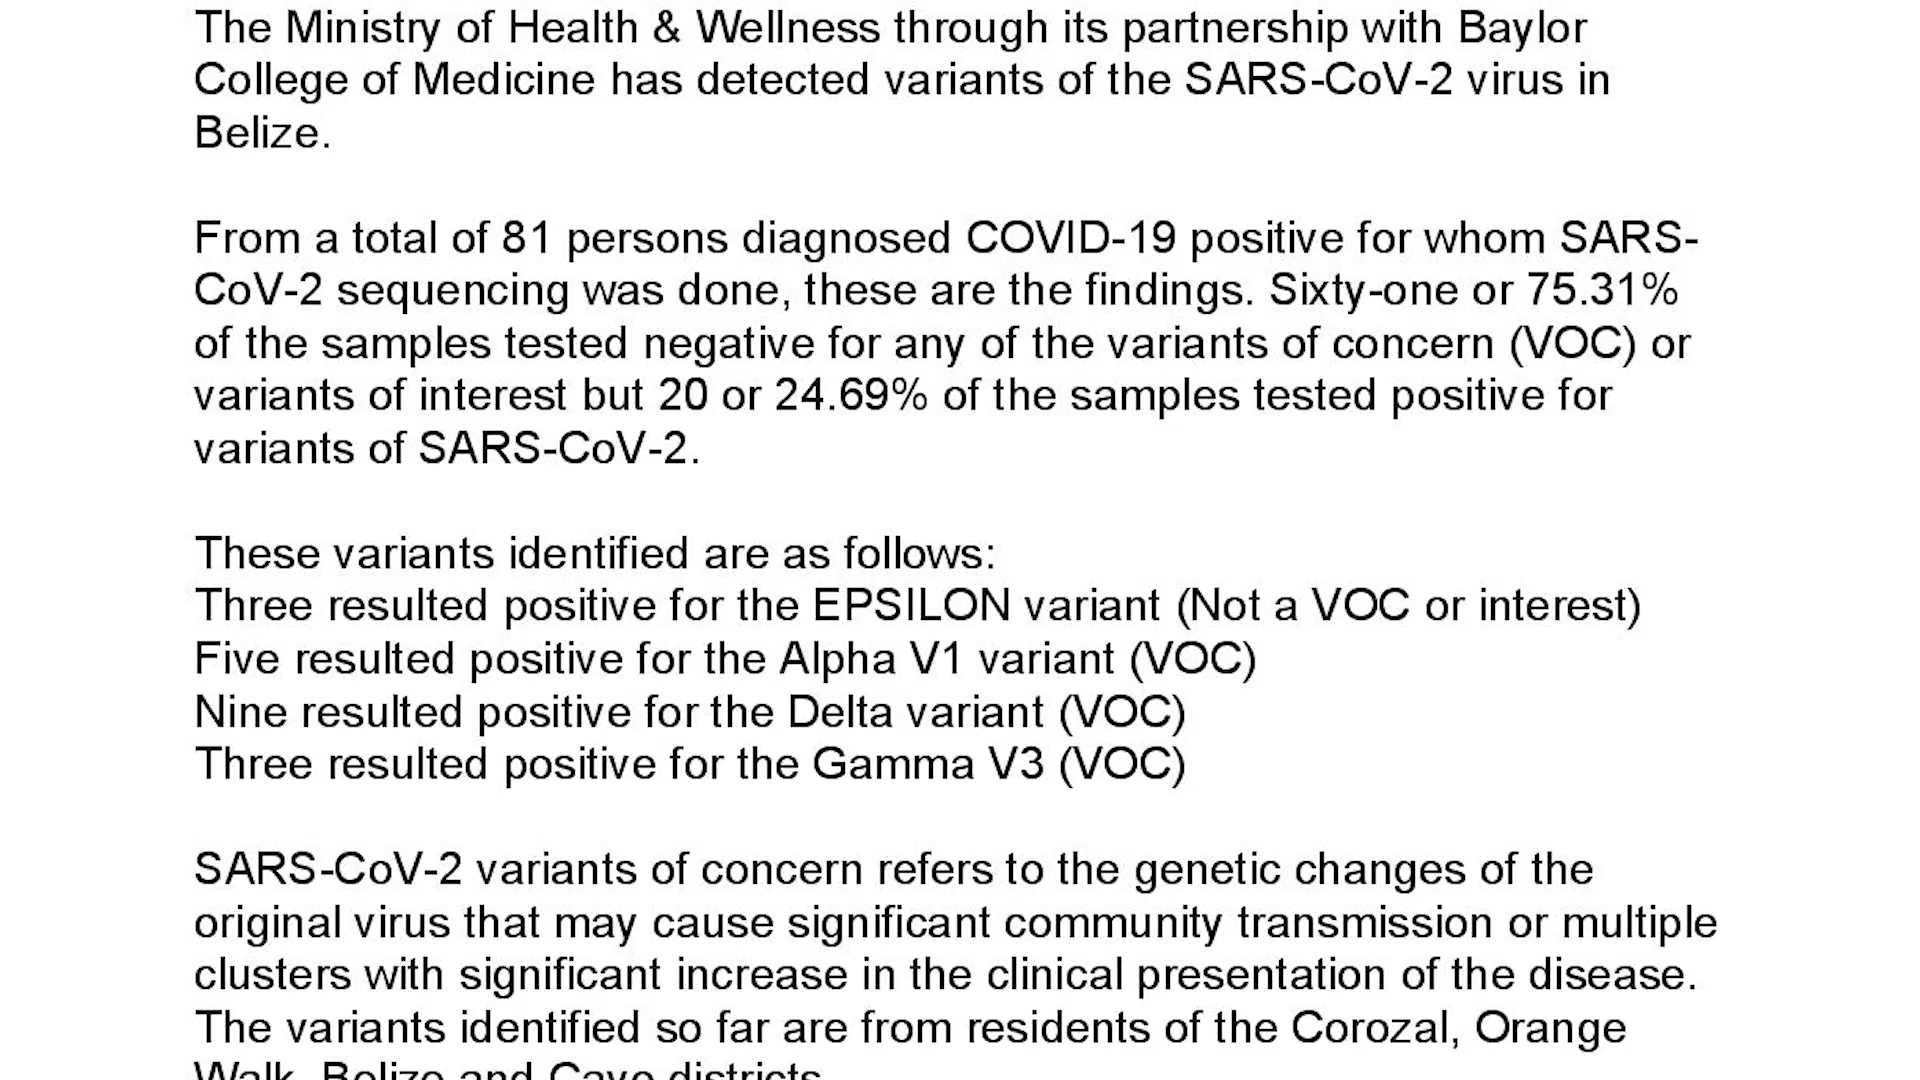 The Ministry of Health & Wellness through its partnership with Baylor
College of Medicine has detected variants of the SARS-CoV-2 virus in
Belize.
From a total of 81 persons diagnosed COVID-19 positive for whom SARS-
CoV-2 sequencing was done, these are the findings. Sixty-one or 75.31%
of the samples tested negative for any of the variants of concern (VOC) or
variants of interest but 20 or 24.69% of the samples tested positive for
variants of SARS-CoV-2.
These variants identified are as follows:
Three resulted positive for the EPSILON variant (Not a VOC or interest)
Five resulted positive for the Alpha V1 variant (VOC)
Nine resulted positive for the Delta variant (VOC)
Three resulted positive for the Gamma V3 (VOC)
SARS-CoV-2 variants of concern refers to the genetic changes of the
original virus that may cause significant community transmission or multiple
clusters with significant increase in the clinical presentation of the disease.
The variants identified so far are from residents of the Corozal, Orange
Walk, Belize and Cayo districts